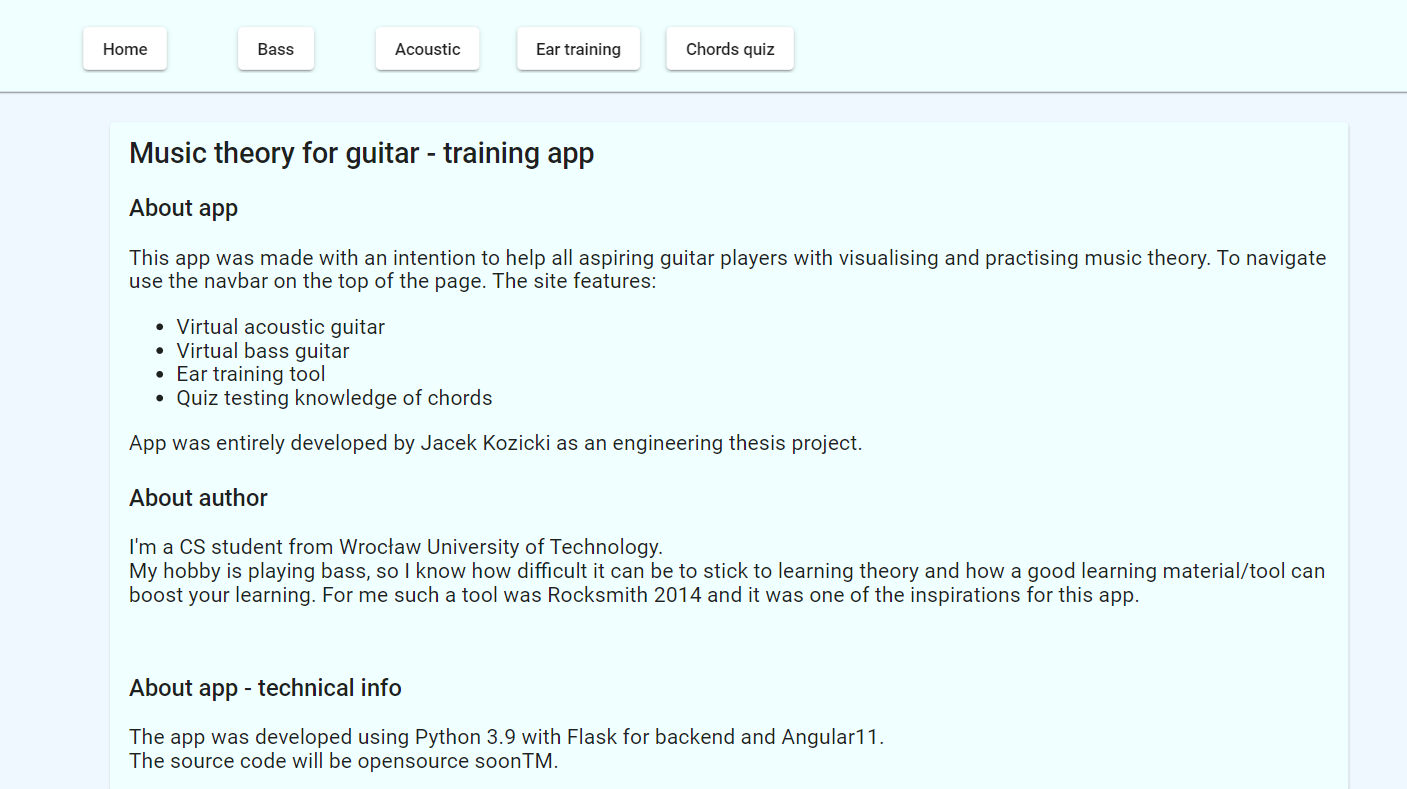 Home Bass Acoustic Ear training Chords quiz
Music theory for guitar - training app
About app
This app was made with an intention to help all aspiring guitar players with visualising and practising music theory. To navigate
use the navbar on the top of the page. The site features:
• Virtual acoustic guitar
• Virtual bass guitar
• Ear training tool
• Quiz testing knowledge of chords
App was entirely developed by Jacek Kozicki as an engineering thesis project.
About author
I'm a CS student from Wrocław University of Technology.
My hobby is playing bass, so I know how difficult it can be to stick to learning theory and how a good learning material/tool can
boost your learning. For me such a tool was Rocksmith 2014 and it was one of the inspirations for this app.
About app - technical info
The app was developed using Python 3.9 with Flask for backend and Angular11.
The source code will be opensource soonTM.